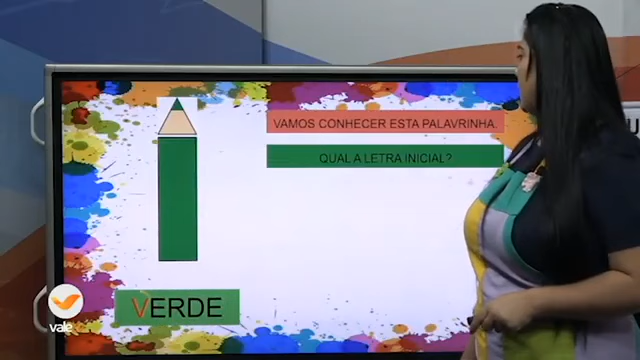 VAMOS CONHECER ESTA PALAVRINHA.
QUAL A LETRA INICIAL?
VERDE
vale